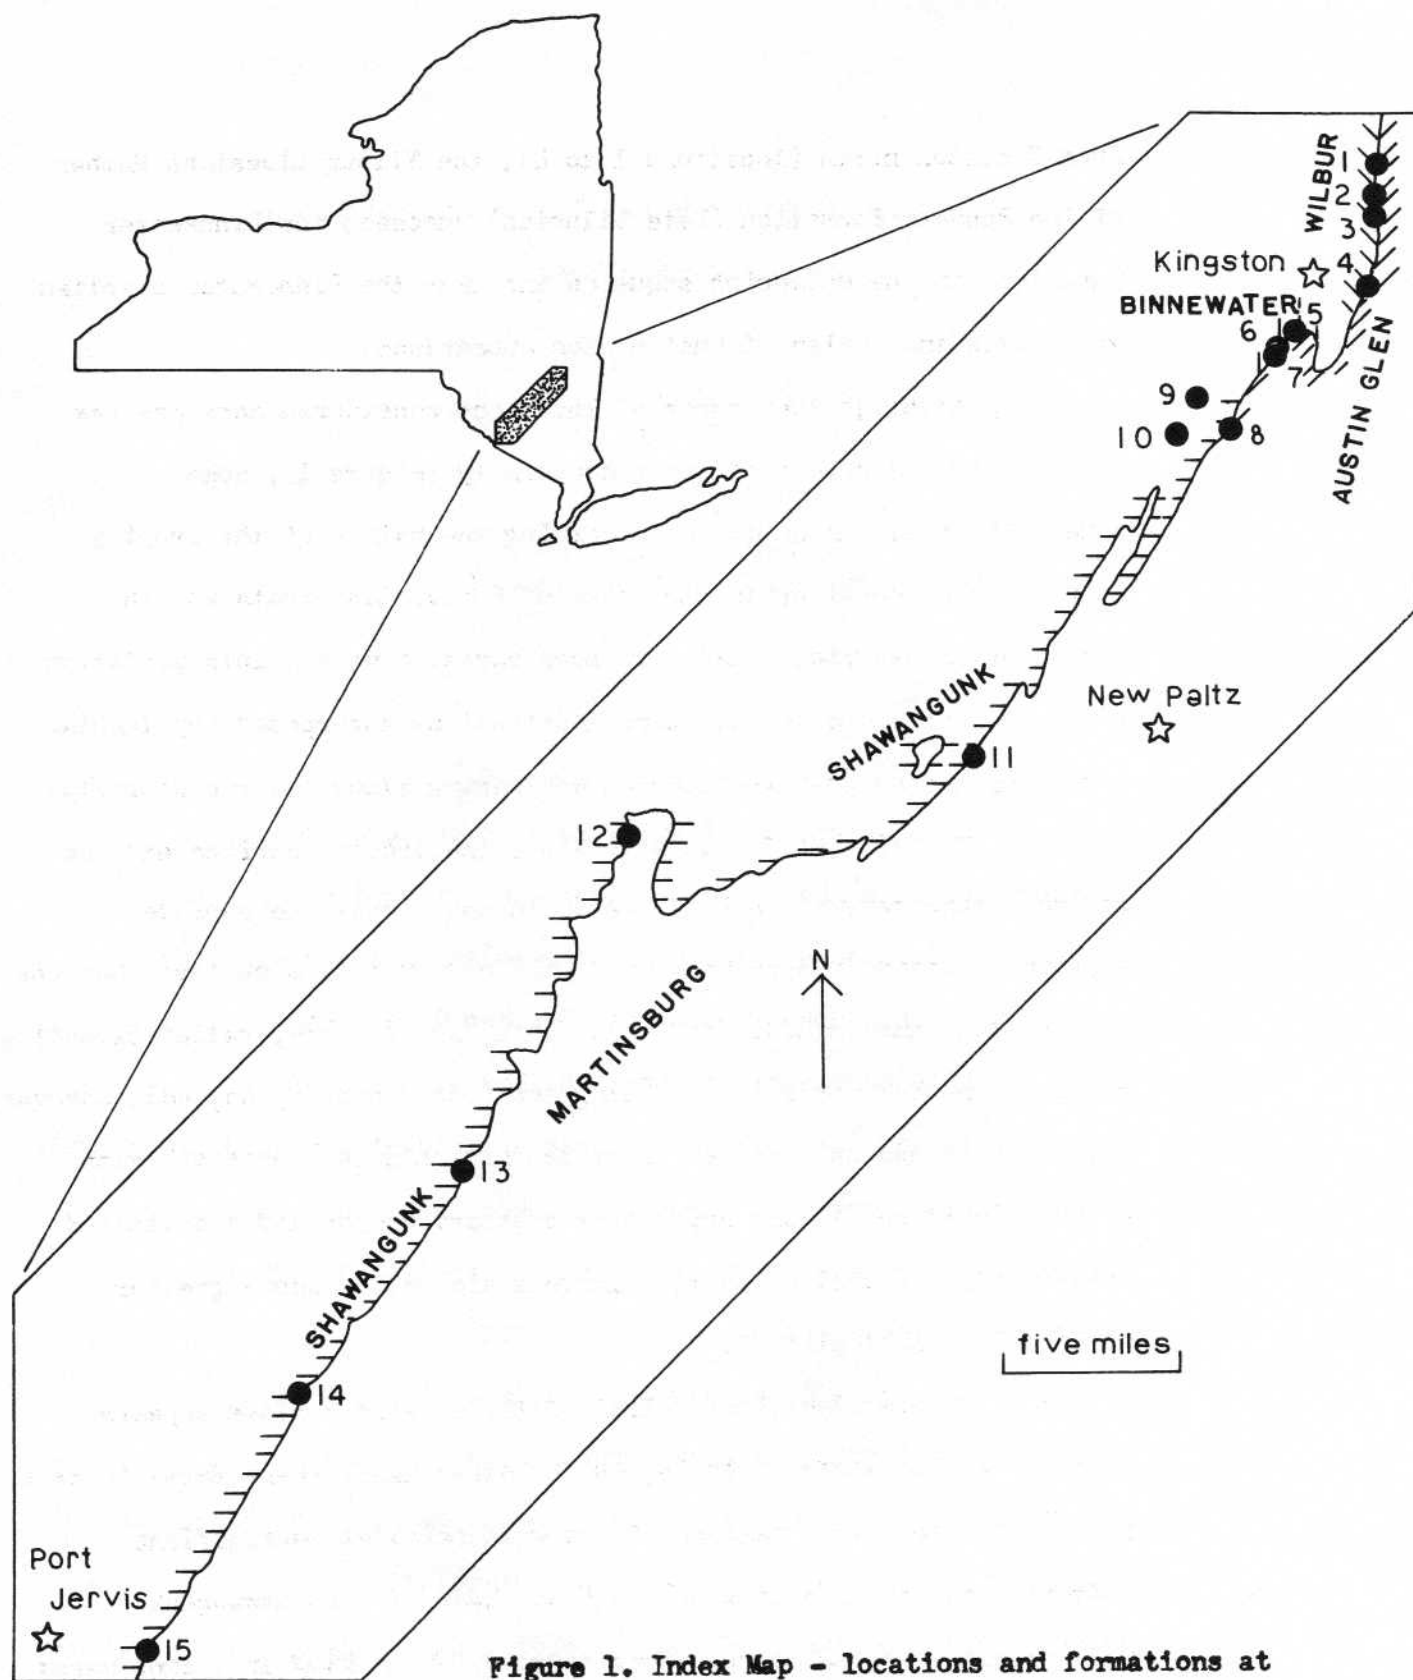 WILBUR
1
2
3
Kingston
4
BINNEWATER
5
6
7
AUSTIN GLEN
9
10
8
New Paltz
SHAWANGUNK
11
12
N
MARTINSBURG
13
SHAWANGUNK
five miles
14
Port
Jervis
15
Figure 1. Index Map - locations and formations at